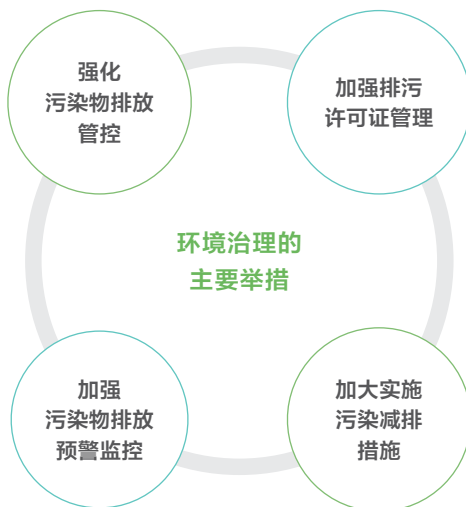 强化
污染物排放
管控
加强排污
许可证管理
环境治理的
主要举措
加强
污染物排放
预警监控
加大实施
污染减排
措施